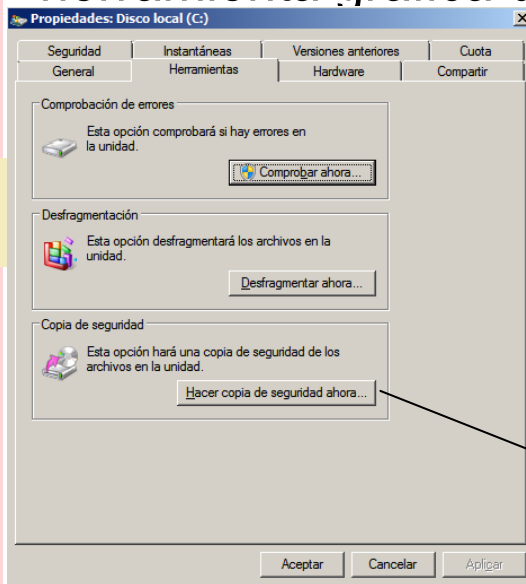 Propiedades: Disco local (C:)
Seguridad Instantáneas Versiones anteriores Cuota
General Herramientas Hardware Compartir
Comprobación de errores
Esta opción comprobará si hay errores en
la unidad.
Comprobar ahora...
Desfragmentación
Esta opción desfragmentará los archivos en la
unidad.
Desfragmentar ahora...
Copia de seguridad
Esta opción hará una copia de seguridad de los
archivos en la unidad.
Hacer copia de seguridad ahora...
Aceptar Cancelar Aplicar